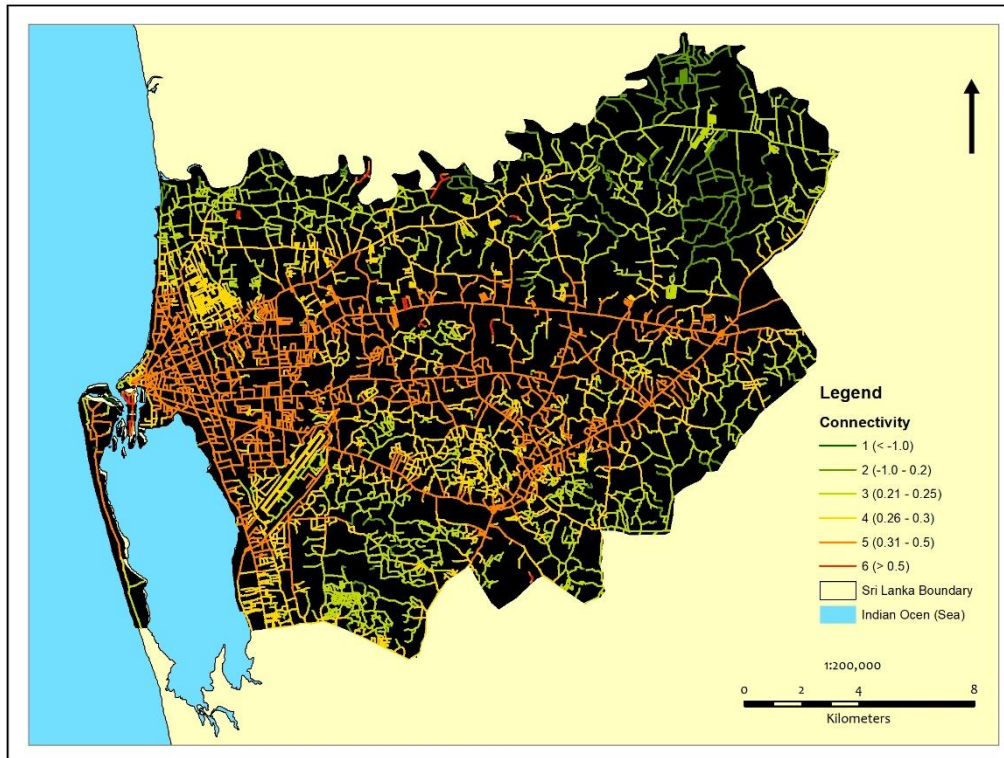 Legend
Connectivity
1 (< -1.0)
2 (-1.0 - 0.2)
3 (0.21 - 0.25)
4 (0.26 - 0.3)
5 (0.31 - 0.5)
6 (> 0.5)
Sri Lanka Boundary
Indian Ocen (Sea)
1:200,000
0 2 4 8
Kilometers